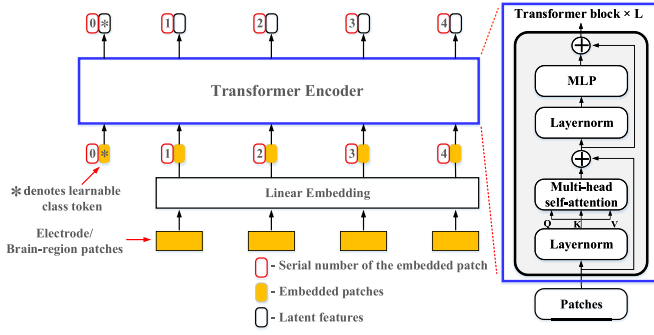 0 * 1 2 3 4
Transformer Encoder
0 * 1 2 3 4
* denotes learnable
class token
Linear Embedding
Electrode/
Brain-region patches
- Serial number of the embedded patch
- Embedded patches
- Latent features
Transformer block × L
MLP
Layernorm
Multi-head
self-attention
Q K V
Layernorm
Patches